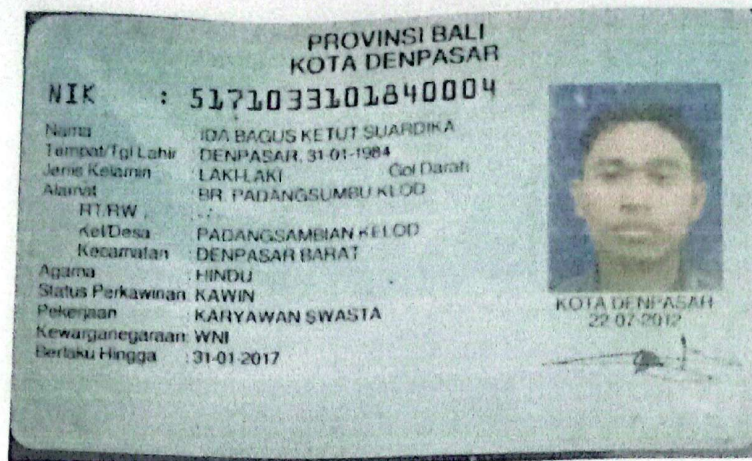 PROVINSI BALI
KOTA DENPASAR
NIK : 5171033101840004
Nama : IDA BAGUS KETUT SUARDIKA
Tempat/Tgl Lahir : DENPASAR, 31-01-1984
Jenis Kelamin : LAKI-LAKI Gol Darah
Alamat : BR. PADANGSUMBU KLOD
RT/RW :
Kel/Desa : PADANGSAMBIAN KELOD
Kecamatan : DENPASAR BARAT
Agama : HINDU
Status Perkawinan: KAWIN
Pekerjaan : KARYAWAN SWASTA
Kewarganegaraan: WNI
Berlaku Hingga : 31-01-2017
KOTA DENPASAR
22-07-2012